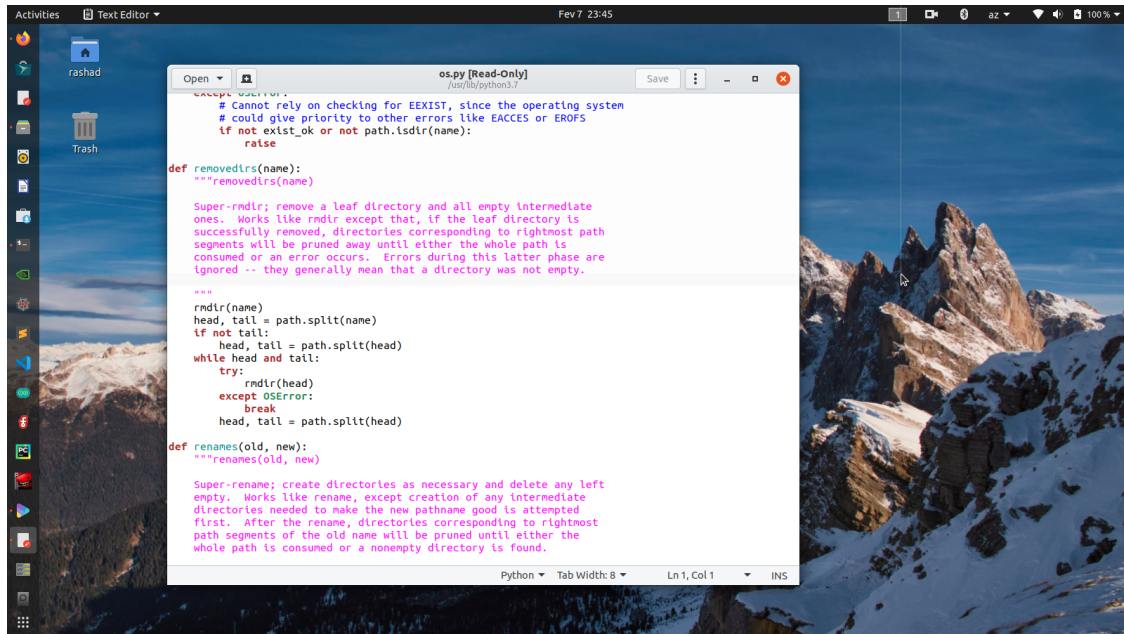 Activities
Text Editor
Fev 7 23:45
1
az
100 %
rashad
Trash
Open
os.py [Read-Only]
/usr/lib/python3.7
Save
except OSError:
# Cannot rely on checking for EEXIST, since the operating system
# could give priority to other errors like EACCES or EROFS
if not exist_ok or not path.isdir(name):
raise
def removedirs(name):
"""removedirs(name)
Super-rmdir; remove a leaf directory and all empty intermediate
ones.  Works like rmdir except that, if the leaf directory is
successfully removed, directories corresponding to rightmost path
segments will be pruned away until either the whole path is
consumed or an error occurs.  Errors during this latter phase are
ignored -- they generally mean that a directory was not empty.
"""
rmdir(name)
head, tail = path.split(name)
if not tail:
head, tail = path.split(head)
while head and tail:
try:
rmdir(head)
except OSError:
break
head, tail = path.split(head)
def renames(old, new):
"""renames(old, new)
Super-rename; create directories as necessary and delete any left
empty.  Works like rename, except creation of any intermediate
directories needed to make the new pathname good is attempted
first.  After the rename, directories corresponding to rightmost
path segments of the old name will be pruned until either the
whole path is consumed or a nonempty directory is found.
Python
Tab Width: 8
Ln 1, Col 1
INS